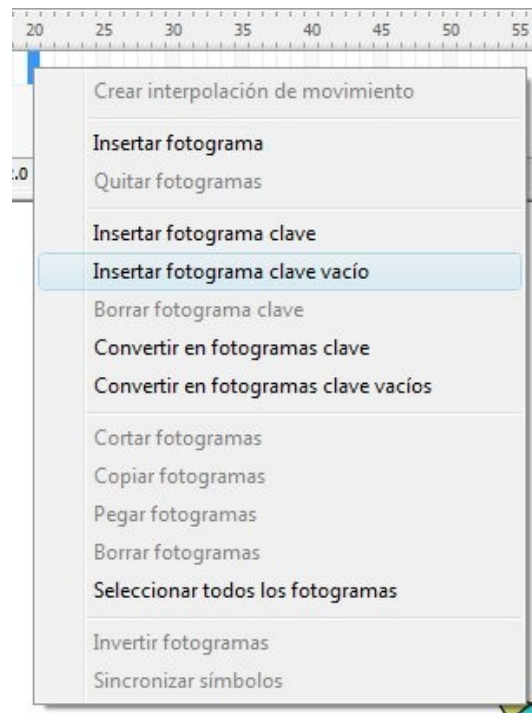 20 25 30 35 40 45 50 55
Crear interpolación de movimiento
Insertar fotograma
.0
Quitar fotogramas
Insertar fotograma clave
Insertar fotograma clave vacío
Borrar fotograma clave
Convertir en fotogramas clave
Convertir en fotogramas clave vacíos
Cortar fotogramas
Copiar fotogramas
Pegar fotogramas
Borrar fotogramas
Seleccionar todos los fotogramas
Invertir fotogramas
Sincronizar símbolos